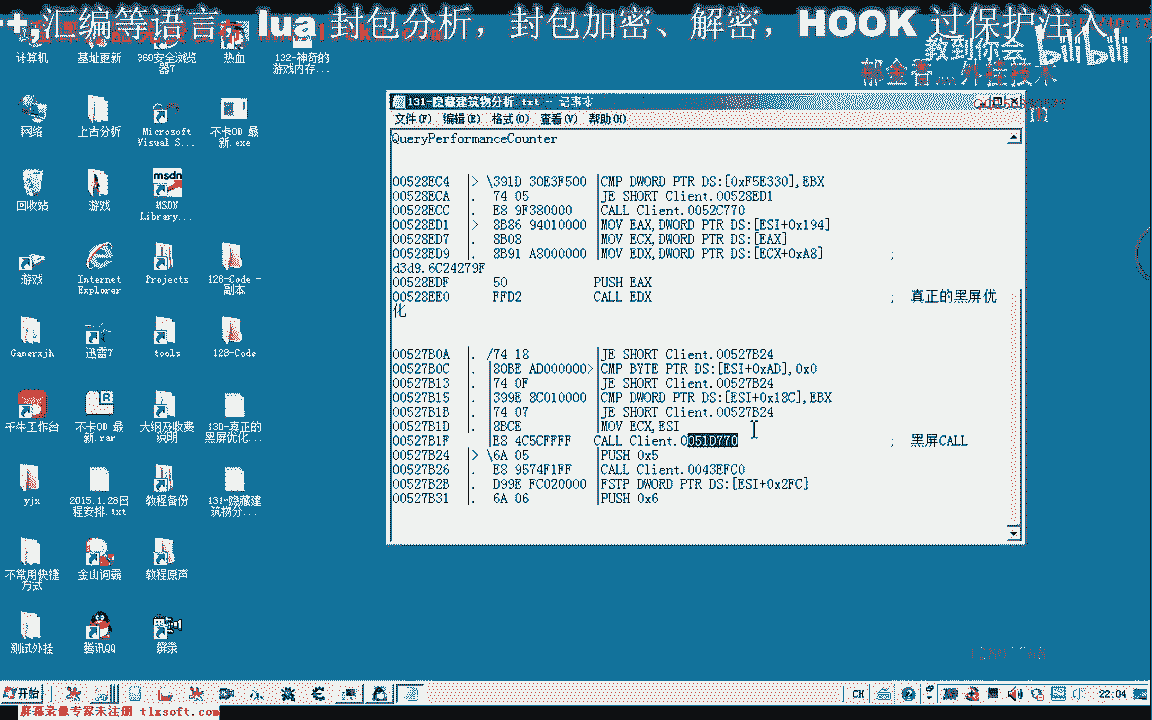 + 汇编等语言，lua 封包分析，封包加密、解密，HOOK 过保护注入，
教到你会
bilibili
郁金香...外挂技术
计算机
基址更新
360安全浏览器7
热血
132-神奇的游戏内存...
网络
上古分析
Microsoft Visual S...
不卡OD 最新.exe
回收站
游戏
MSDN Library...
游戏
Internet Explorer
Projects
128-Code - 副本
Gamerxjh
迅雷7
tools
128-Code
千牛工作台
不卡OD 最新.rar
大纲及收费说明
130-真正的黑屏优化...
yjx
2015.1.28日程安排.txt
教程备份
131-隐藏建筑物分...
不常用快捷方式
金山词霸
教程原声
测试外挂
腾讯QQ
屏录
131-隐藏建筑物分析.txt - 记事本
文件(F) 编辑(E) 格式(O) 查看(V) 帮助(H)
QueryPerformanceCounter
00528EC4 |> \391D 30E3F500 |CMP DWORD PTR DS:[0xF5E330],EBX
00528ECA |. 74 05 |JE SHORT Client.00528ED1
00528ECC |. E8 9F380000 |CALL Client.0052C770
00528ED1 |> 8B86 94010000 |MOV EAX,DWORD PTR DS:[ESI+0x194]
00528ED7 |. 8B08 |MOV ECX,DWORD PTR DS:[EAX]
00528ED9 |. 8B91 A8000000 |MOV EDX,DWORD PTR DS:[ECX+0xA8] ;
d3d9.6C24279F
00528EDF 50 PUSH EAX
00528EE0 FFD2 CALL EDX ; 真正的黑屏优
化
00527B0A |. /74 18 |JE SHORT Client.00527B24
00527B0C |. |80BE AD000000>|CMP BYTE PTR DS:[ESI+0xAD],0x0
00527B13 |. |74 0F |JE SHORT Client.00527B24
00527B15 |. |399E 8C010000 |CMP DWORD PTR DS:[ESI+0x18C],EBX
00527B1B |. |74 07 |JE SHORT Client.00527B24
00527B1D |. |8BCE |MOV ECX,ESI
00527B1F |E8 4C5CFFFF CALL Client.0051D770 ; 黑屏CALL
00527B24 |> \6A 05 |PUSH 0x5
00527B26 |. E8 9574F1FF |CALL Client.0043EFC0
00527B2B |. D99E FC020000 |FSTP DWORD PTR DS:[ESI+0x2FC]
00527B31 |. 6A 06 |PUSH 0x6
开始
CH
22:04
屏幕录像专家未注册 tlxsoft.com